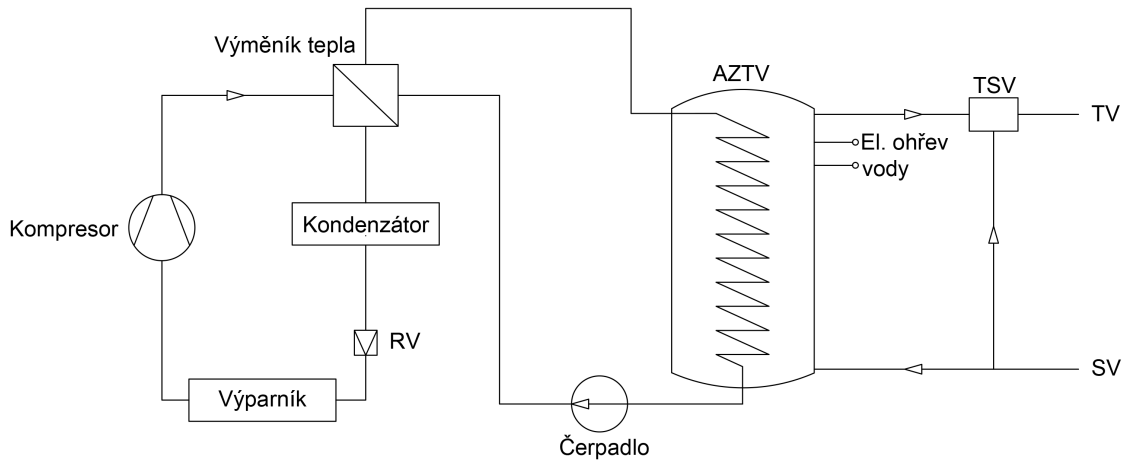 Výměník tepla
AZTV
TSV
TV
El. ohřev
vody
Kompresor
Kondenzátor
RV
SV
Výparník
Čerpadlo